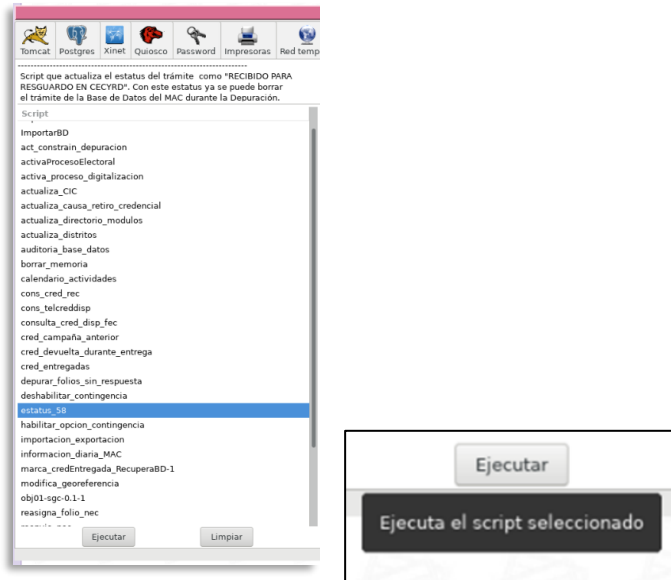 Tomcat Postgres Xinet Quiosco Password Impresoras Red temp
Script que actualiza el estatus del trámite como "RECIBIDO PARA
RESGUARDO EN CECYRD". Con este estatus ya se puede borrar
el trámite de la Base de Datos del MAC durante la Depuración.
Script
ImportarBD
act_constrain_depuracion
activaProcesoElectoral
activa_proceso_digitalizacion
actualiza_CIC
actualiza_causa_retiro_credencial
actualiza_directorio_modulos
actualiza_distritos
auditoria_base_datos
borrar_memoria
calendario_actividades
cons_cred_rec
cons_telcreddisp
consulta_cred_disp_fec
cred_campaña_anterior
cred_devuelta_durante_entrega
cred_entregadas
depurar_folios_sin_respuesta
deshabilitar_contingencia
estatus_58
habilitar_opcion_contingencia
importacion_exportacion
informacion_diaria_MAC
marca_credEntregada_RecuperaBD-1
modifica_georeferencia
obj01-sgc-0.1-1
reasigna_folio_nec
Ejecutar Limpiar
Ejecutar
Ejecuta el script seleccionado